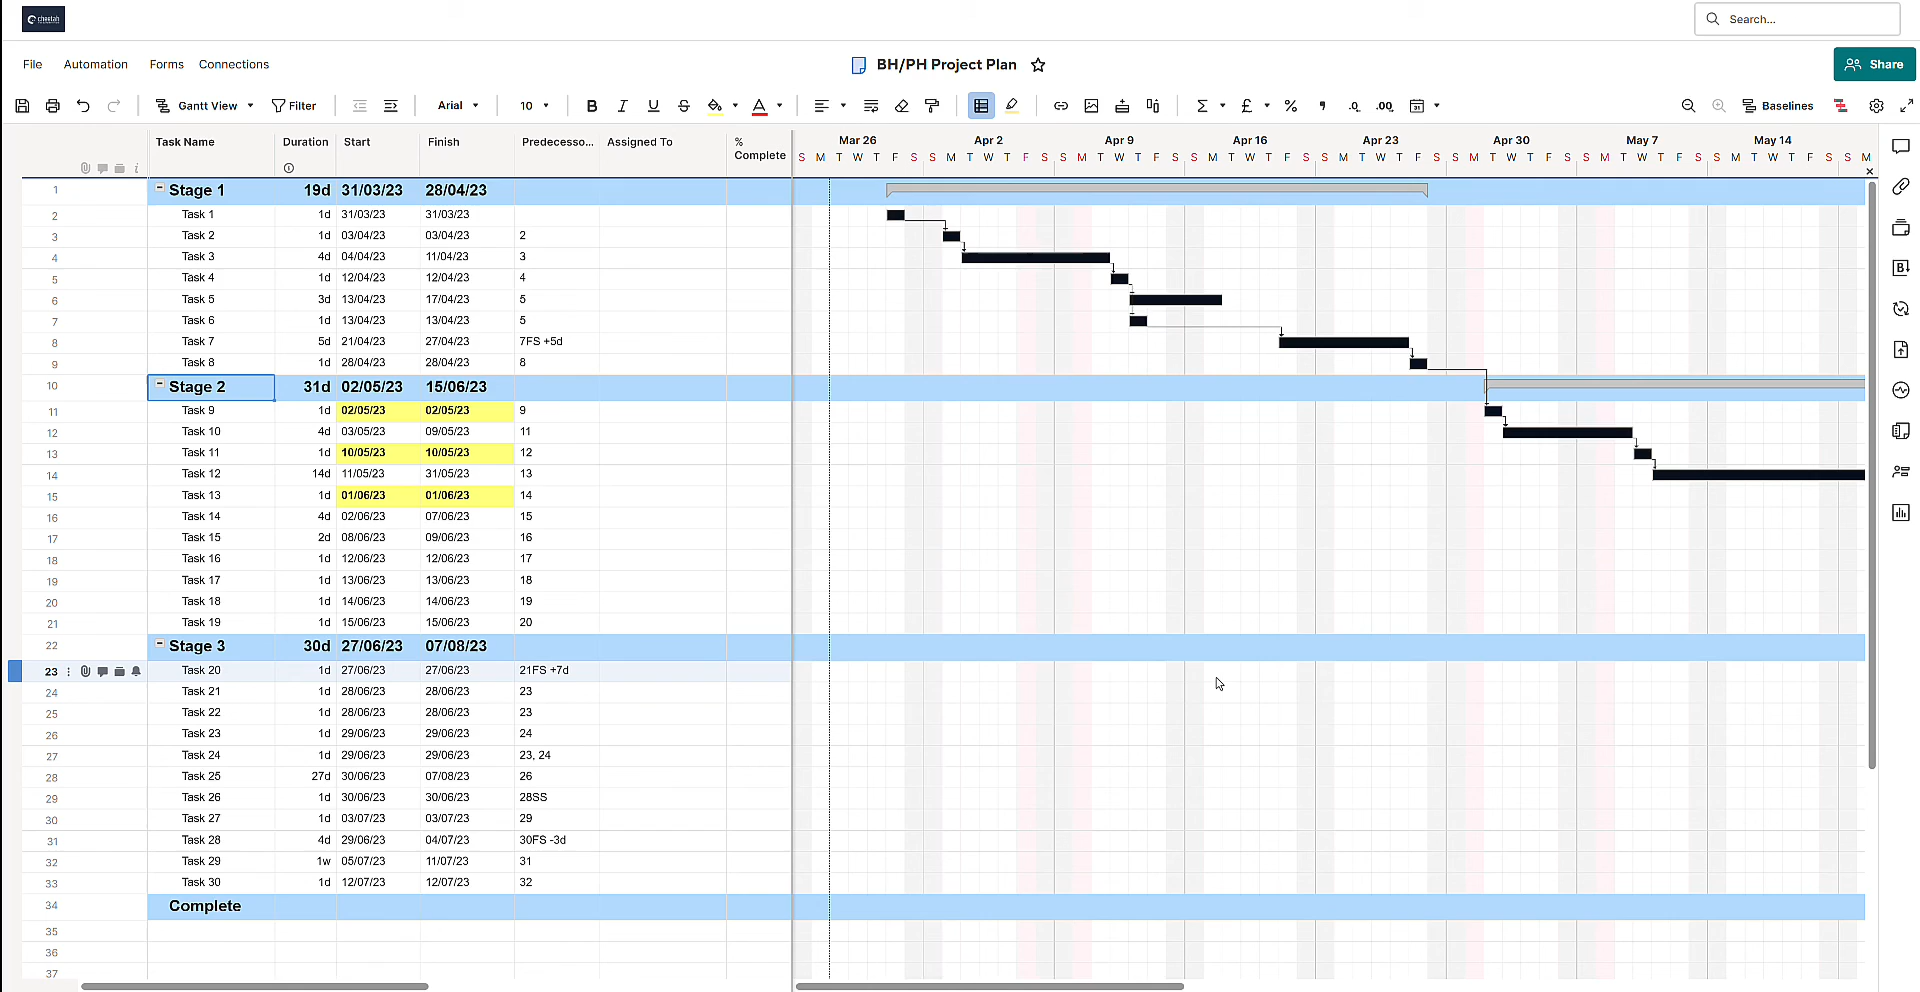 cheetah
Search...
File Automation Forms Connections
BH/PH Project Plan
Share
Gantt View Filter Arial 10 B I U S A Σ £ % , .0 .00 Baselines
Task Name Duration Start Finish Predecesso... Assigned To % Complete
Mar 26 Apr 2 Apr 9 Apr 16 Apr 23 Apr 30 May 7 May 14
S M T W T F S S M T W T F S S M T W T F S S M T W T F S S M T W T F S S M T W T F S S M T W T F S S M T W T F S S M
1 Stage 1 19d 31/03/23 28/04/23
2 Task 1 1d 31/03/23 31/03/23
3 Task 2 1d 03/04/23 03/04/23 2
4 Task 3 4d 04/04/23 11/04/23 3
5 Task 4 1d 12/04/23 12/04/23 4
6 Task 5 3d 13/04/23 17/04/23 5
7 Task 6 1d 13/04/23 13/04/23 5
8 Task 7 5d 21/04/23 27/04/23 7FS +5d
9 Task 8 1d 28/04/23 28/04/23 8
10 Stage 2 31d 02/05/23 15/06/23
11 Task 9 1d 02/05/23 02/05/23 9
12 Task 10 4d 03/05/23 09/05/23 11
13 Task 11 1d 10/05/23 10/05/23 12
14 Task 12 14d 11/05/23 31/05/23 13
15 Task 13 1d 01/06/23 01/06/23 14
16 Task 14 4d 02/06/23 07/06/23 15
17 Task 15 2d 08/06/23 09/06/23 16
18 Task 16 1d 12/06/23 12/06/23 17
19 Task 17 1d 13/06/23 13/06/23 18
20 Task 18 1d 14/06/23 14/06/23 19
21 Task 19 1d 15/06/23 15/06/23 20
22 Stage 3 30d 27/06/23 07/08/23
23 Task 20 1d 27/06/23 27/06/23 21FS +7d
24 Task 21 1d 28/06/23 28/06/23 23
25 Task 22 1d 28/06/23 28/06/23 23
26 Task 23 1d 29/06/23 29/06/23 24
27 Task 24 1d 29/06/23 29/06/23 23, 24
28 Task 25 27d 30/06/23 07/08/23 26
29 Task 26 1d 30/06/23 30/06/23 28SS
30 Task 27 1d 03/07/23 03/07/23 29
31 Task 28 4d 29/06/23 04/07/23 30FS -3d
32 Task 29 1w 05/07/23 11/07/23 31
33 Task 30 1d 12/07/23 12/07/23 32
34 Complete
35
36
37